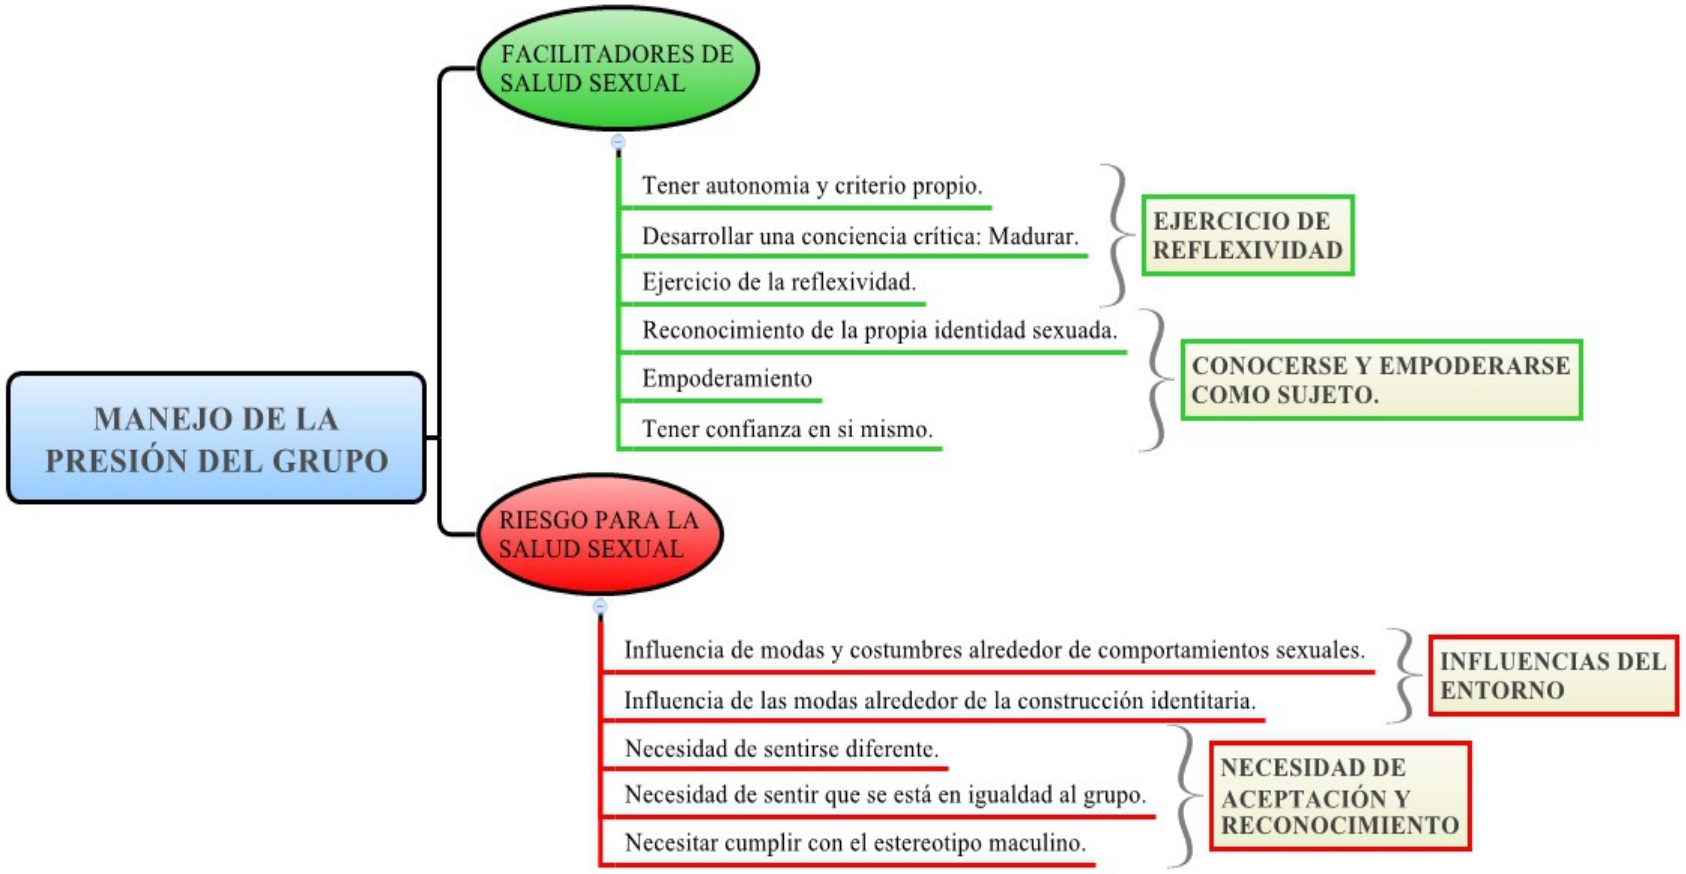 FACILITADORES DE
SALUD SEXUAL
Tener autonomia y criterio propio.
Desarrollar una conciencia crítica: Madurar.
Ejercicio de la reflexividad.
EJERCICIO DE
REFLEXIVIDAD
Reconocimiento de la propia identidad sexuada.
Empoderamiento
Tener confianza en si mismo.
CONOCERSE Y EMPODERARSE
COMO SUJETO.
MANEJO DE LA
PRESIÓN DEL GRUPO
RIESGO PARA LA
SALUD SEXUAL
Influencia de modas y costumbres alrededor de comportamientos sexuales.
Influencia de las modas alrededor de la construcción identitaria.
INFLUENCIAS DEL
ENTORNO
Necesidad de sentirse diferente.
Necesidad de sentir que se está en igualdad al grupo.
Necesitar cumplir con el estereotipo maculino.
NECESIDAD DE
ACEPTACIÓN Y
RECONOCIMIENTO